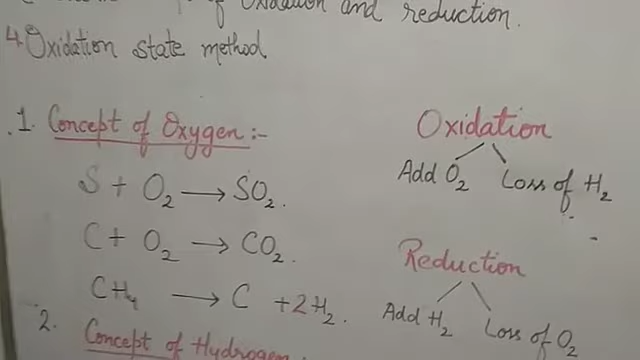 of Oxidation and reduction.
4. Oxidation state method
1. Concept of Oxygen:-
S + O₂ → SO₂.
C + O₂ → CO₂.
CH₄ → C + 2H₂.
2. Concept of Hydrogen
Oxidation
Add O₂ Loss of H₂
Reduction
Add H₂ Loss of O₂